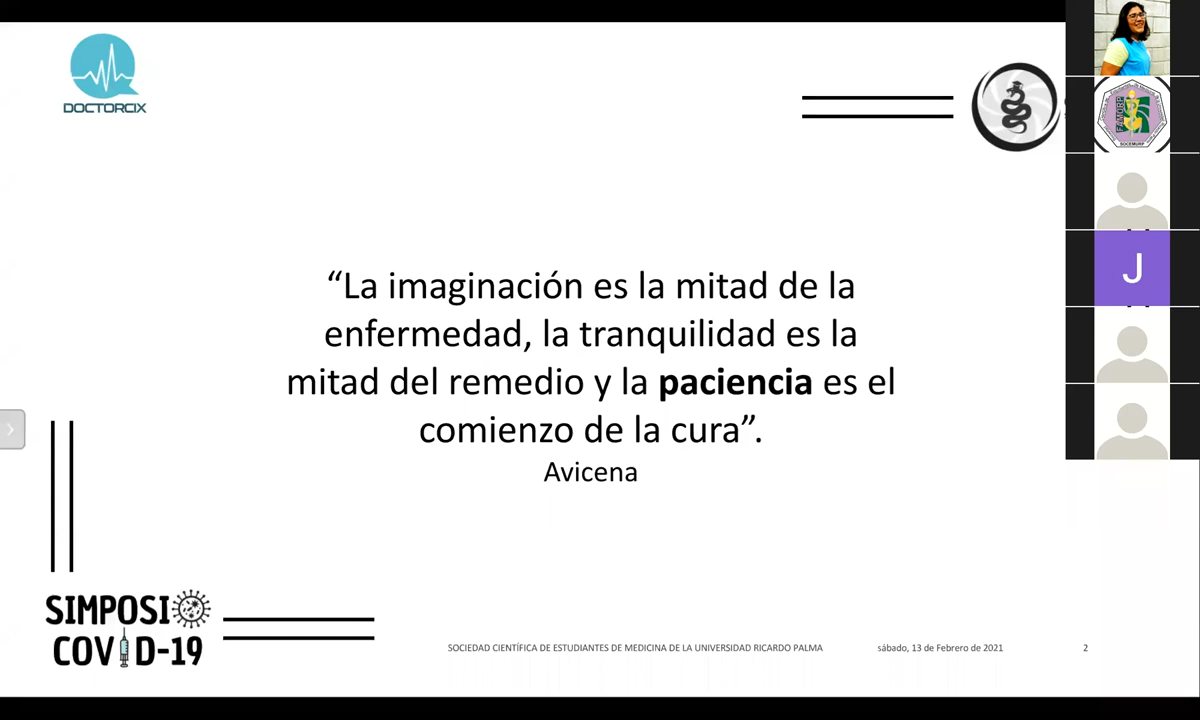 DOCTORCIX
“La imaginación es la mitad de la
enfermedad, la tranquilidad es la
mitad del remedio y la paciencia es el
comienzo de la cura”.
Avicena
SIMPOSIO
COVID-19
SOCIEDAD CIENTÍFICA DE ESTUDIANTES DE MEDICINA DE LA UNIVERSIDAD RICARDO PALMA
sábado, 13 de Febrero de 2021
2
J
SOCEMURP